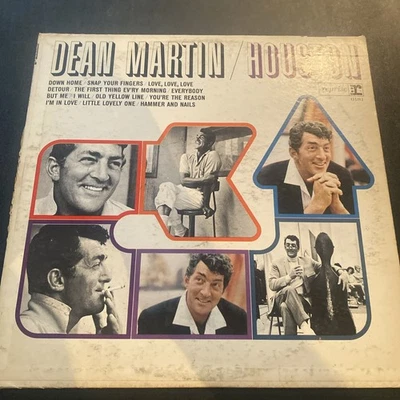 DEAN MARTIN/HOUSTON
DOWN HOME · SNAP YOUR FINGERS · LOVE, LOVE, LOVE
DETOUR · THE FIRST THING EV'RY MORNING · EVERYBODY
BUT ME · I WILL · OLD YELLOW LINE · YOU'RE THE REASON
I'M IN LOVE · LITTLE LOVELY ONE · HAMMER AND NAILS